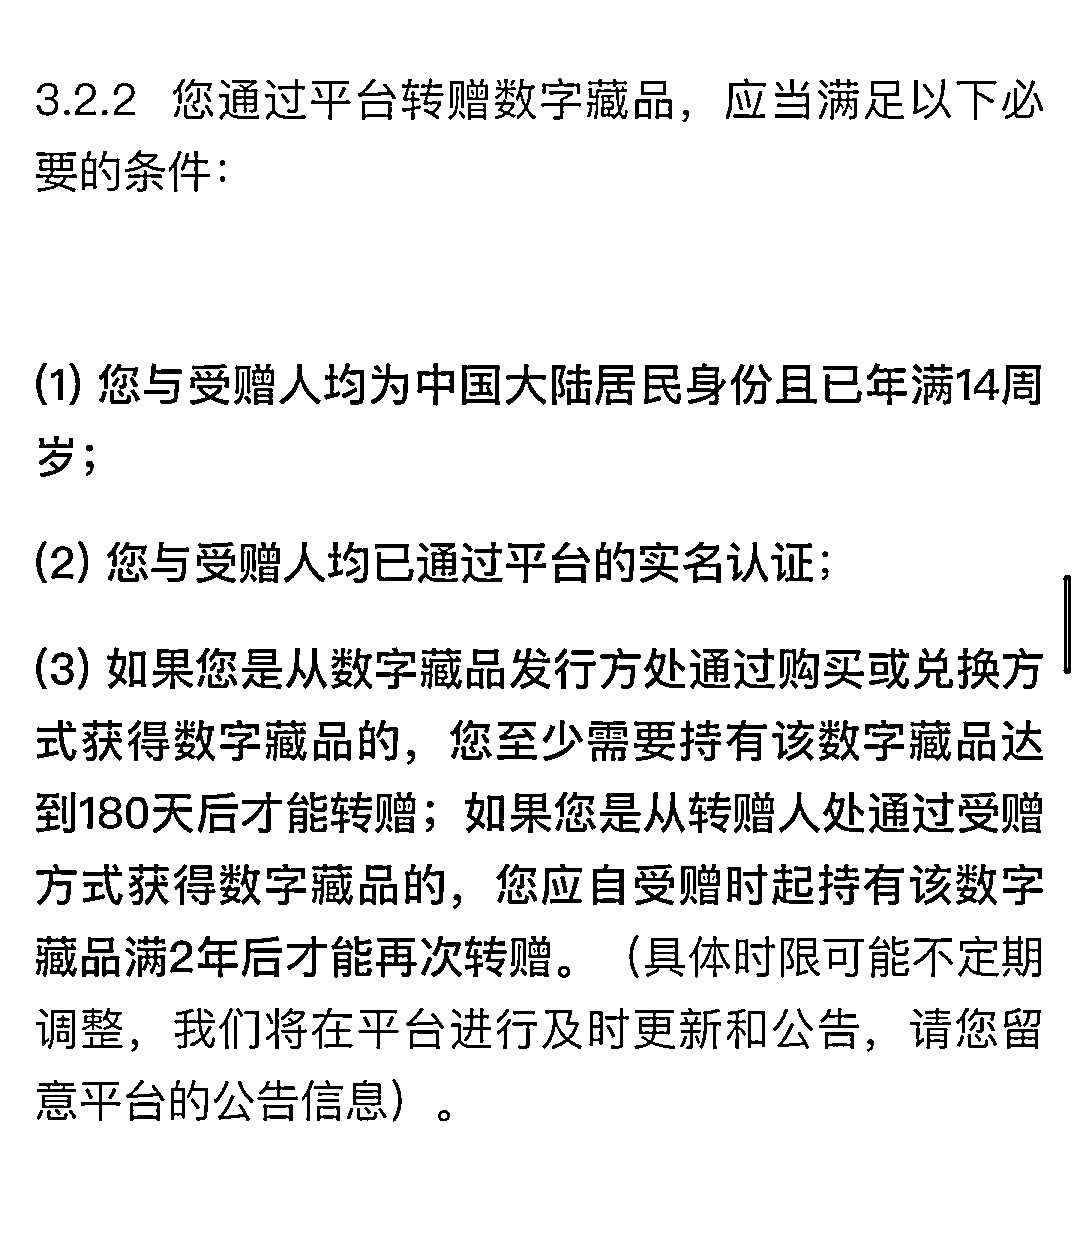 3.2.2 您通过平台转赠数字藏品，应当满足以下必
要的条件：
(1) 您与受赠人均为中国大陆居民身份且已年满14周
岁；
(2) 您与受赠人均已通过平台的实名认证；
(3) 如果您是从数字藏品发行方处通过购买或兑换方
式获得数字藏品的，您至少需要持有该数字藏品达
到180天后才能转赠；如果您是从转赠人处通过受赠
方式获得数字藏品的，您应自受赠时起持有该数字
藏品满2年后才能再次转赠。（具体时限可能不定期
调整，我们将在平台进行及时更新和公告，请您留
意平台的公告信息）。